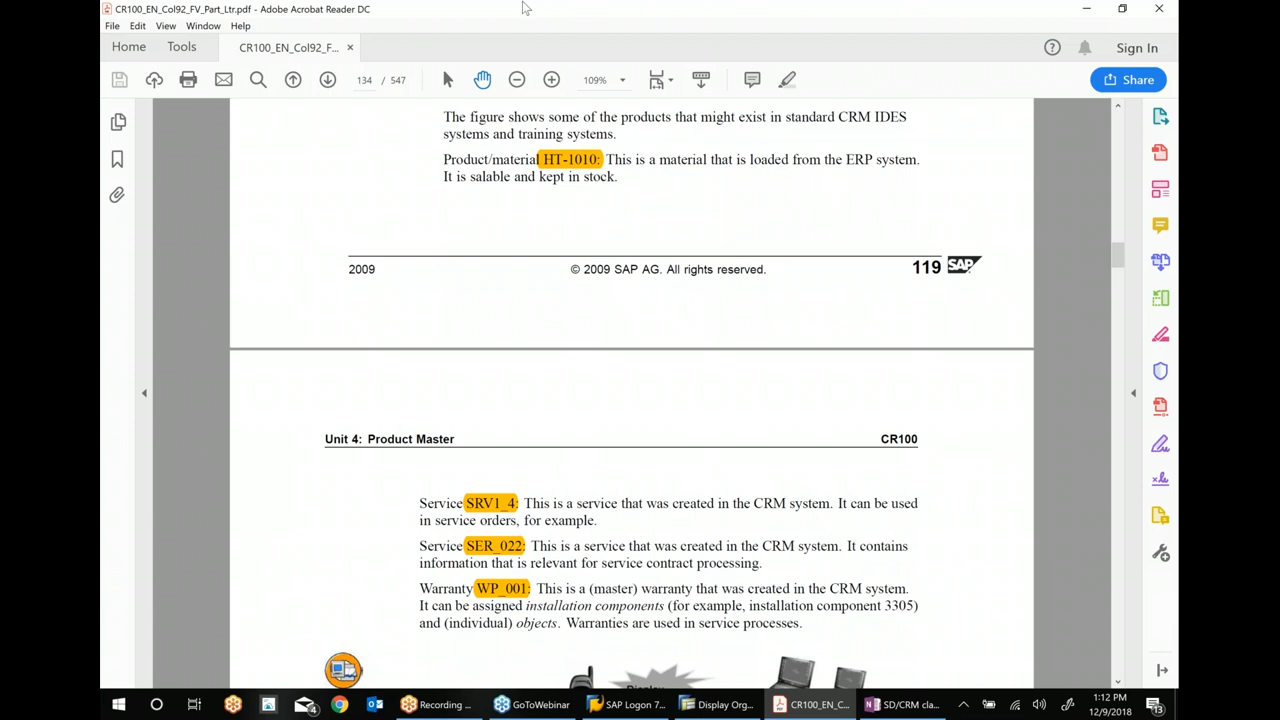 CR100_EN_Col92_FV_Part_Ltr.pdf - Adobe Acrobat Reader DC
File Edit View Window Help
Home Tools CR100_EN_Col92_F... × Sign In
134 / 547 109% Share
The figure shows some of the products that might exist in standard CRM IDES
systems and training systems.
Product/material HT-1010: This is a material that is loaded from the ERP system.
It is salable and kept in stock.
2009 © 2009 SAP AG. All rights reserved. 119 SAP
Unit 4: Product Master CR100
Service SRV1_4: This is a service that was created in the CRM system. It can be used
in service orders, for example.
Service SER_022: This is a service that was created in the CRM system. It contains
information that is relevant for service contract processing.
Warranty WP_001: This is a (master) warranty that was created in the CRM system.
It can be assigned installation components (for example, installation component 3305)
and (individual) objects. Warranties are used in service processes.
Display
4 Recording ... GoToWebinar SAP Logon 7... Display Org... CR100_EN_C... SD/CRM cla... 1:12 PM
12/9/2018 13